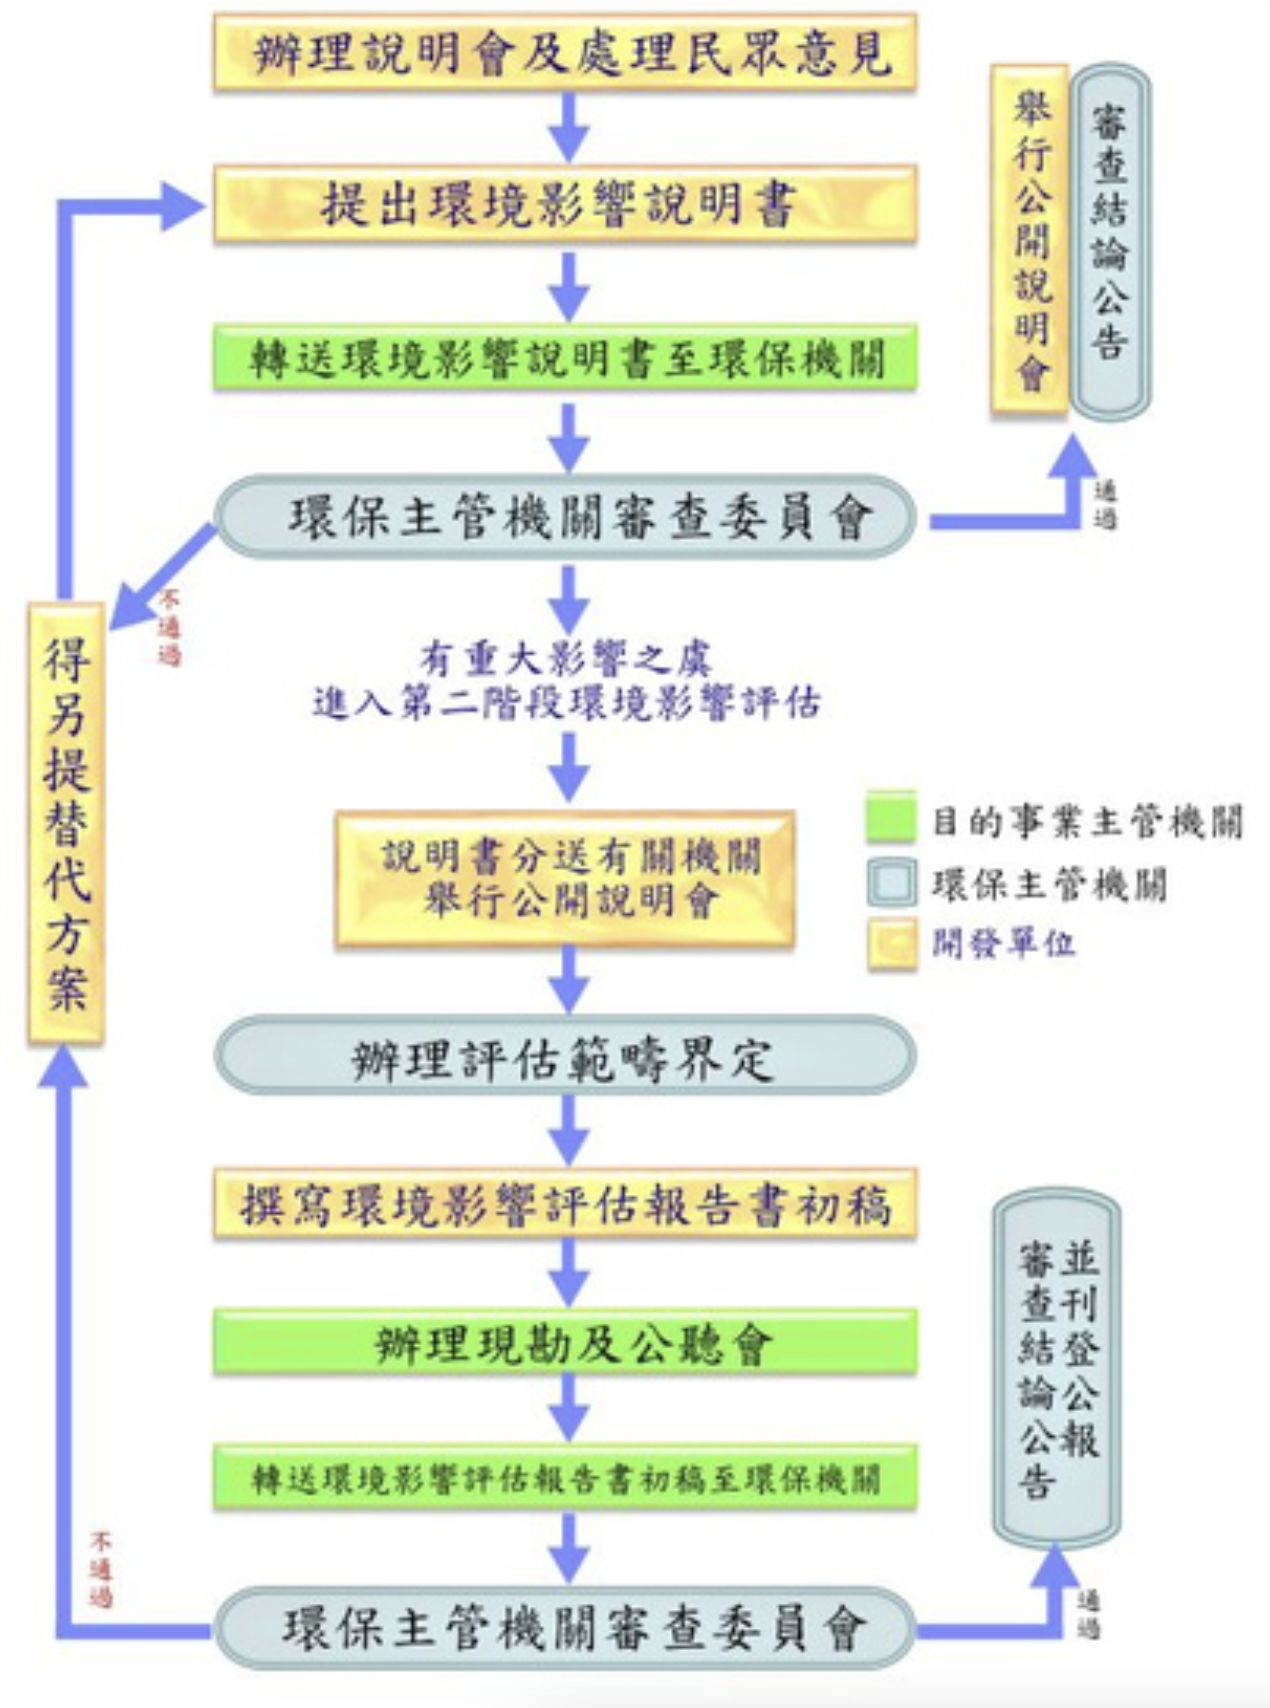 辦理說明會及處理民眾意見
提出環境影響說明書
轉送環境影響說明書至環保機關
環保主管機關審查委員會
舉行公開說明會
審查結論公告
通過
不通過
得另提替代方案
有重大影響之虞
進入第二階段環境影響評估
說明書分送有關機關
舉行公開說明會
目的事業主管機關
環保主管機關
開發單位
辦理評估範疇界定
撰寫環境影響評估報告書初稿
辦理現勘及公聽會
轉送環境影響評估報告書初稿至環保機關
環保主管機關審查委員會
審查結論公告
並刊登公報
通過
不通過